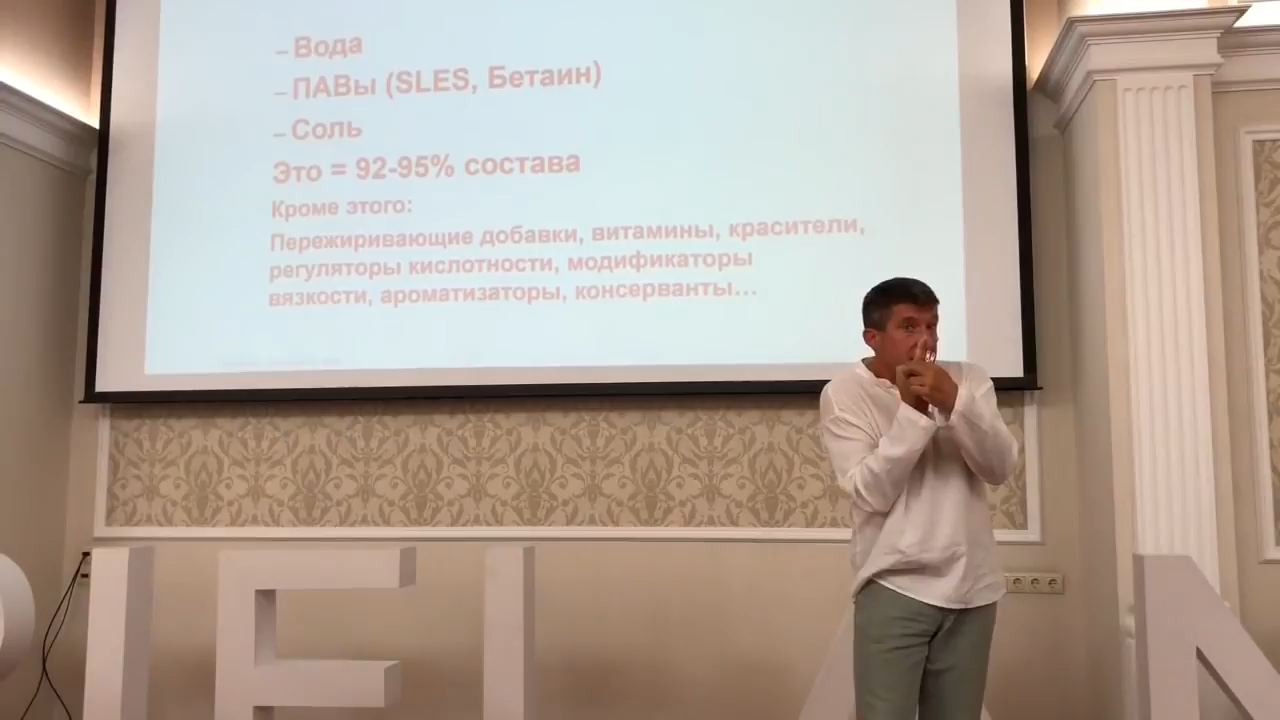 – Вода
– ПАВы (SLES, Бетаин)
– Соль
Это = 92-95% состава
Кроме этого:
Пережиривающие добавки, витамины, красители,
регуляторы кислотности, модификаторы
вязкости, ароматизаторы, консерванты...